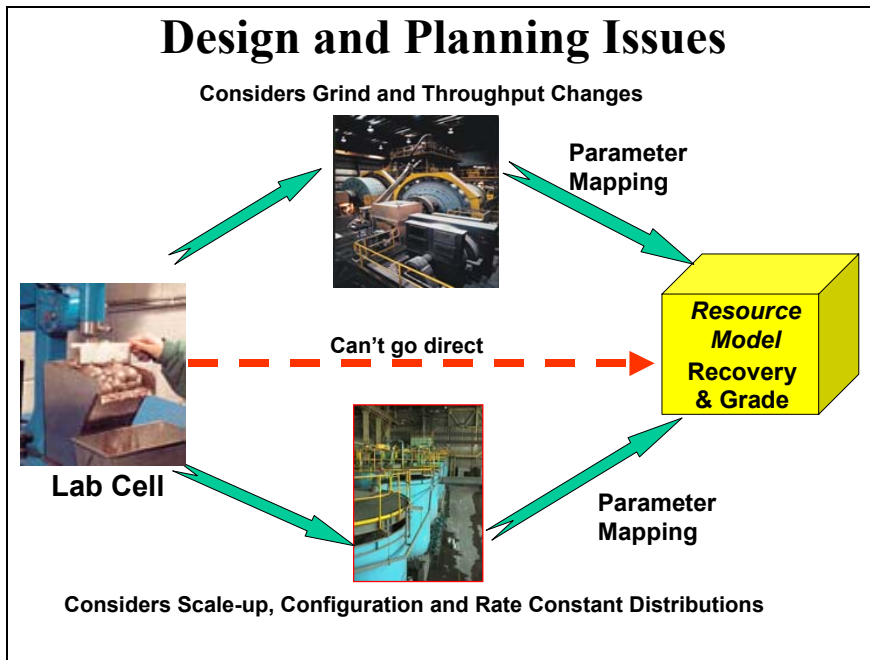 Design and Planning Issues
Considers Grind and Throughput Changes
Parameter
Mapping
Can’t go direct
Resource
Model
Recovery
& Grade
Lab Cell
Parameter
Mapping
Considers Scale-up, Configuration and Rate Constant Distributions